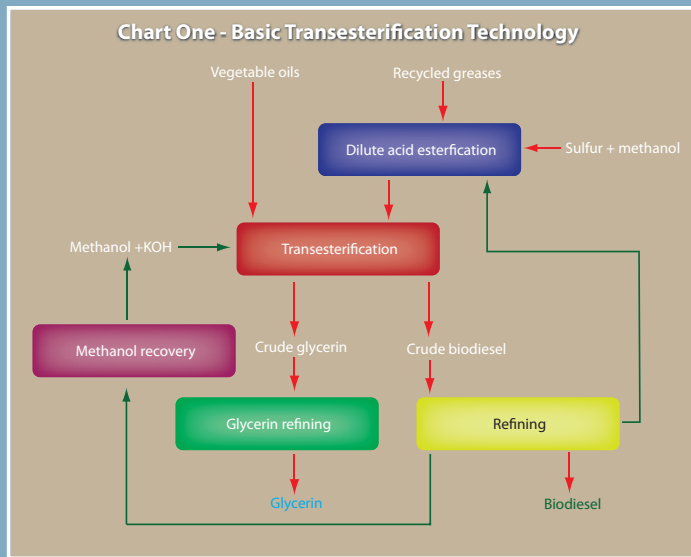 Chart One - Basic Transesterification Technology
Vegetable oils
Recycled greases
Dilute acid esterfication
Sulfur + methanol
Methanol +KOH
Transesterification
Methanol recovery
Crude glycerin
Crude biodiesel
Glycerin refining
Refining
Glycerin
Biodiesel